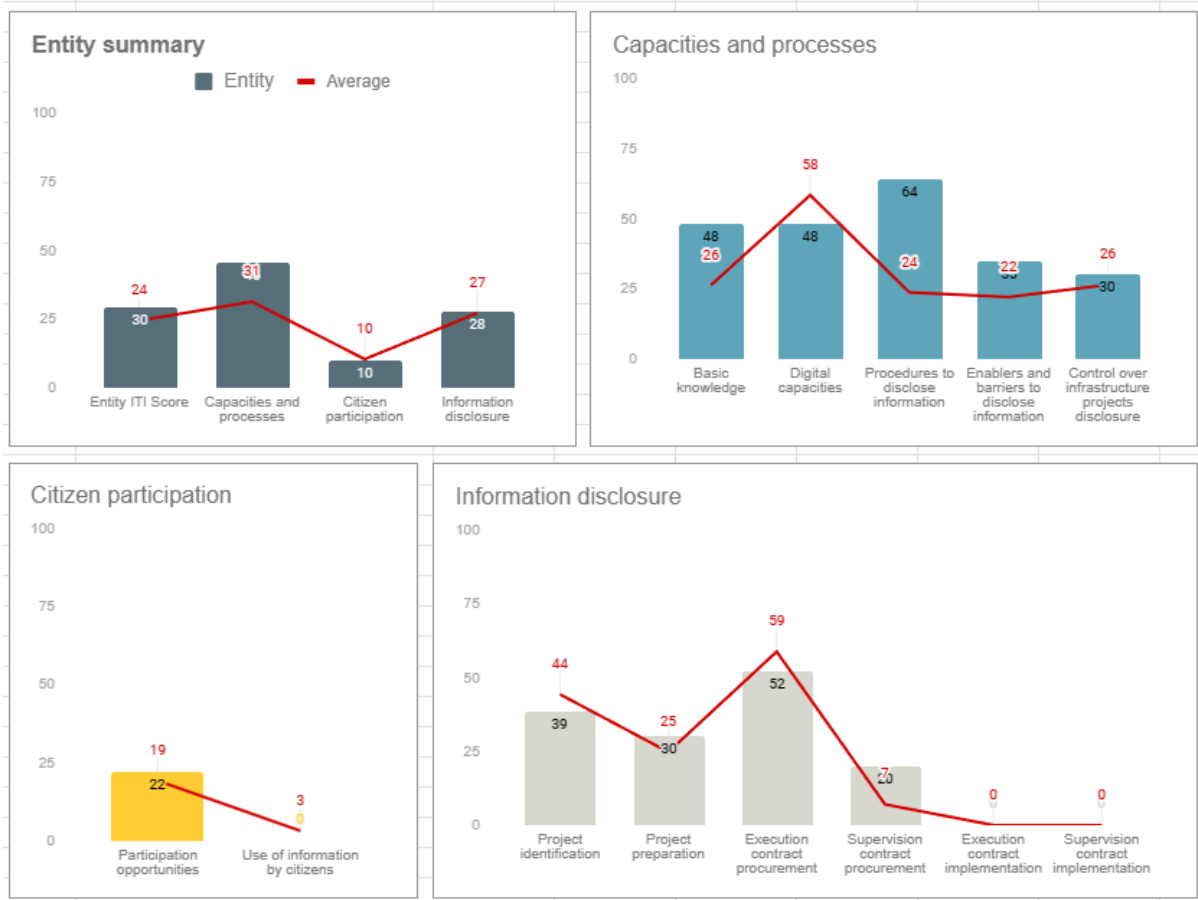 Entity summary
Entity
Average
100
75
50
25
0
24
30
31
10
10
27
28
Entity ITI Score
Capacities and
processes
Citizen
participation
Information
disclosure
Capacities and processes
100
75
50
25
0
48
26
58
48
64
24
22
26
30
Basic
knowledge
Digital
capacities
Procedures to
disclose
information
Enablers and
barriers to
disclose
information
Control over
infrastructure
projects
disclosure
Citizen participation
100
75
50
25
0
19
22
3
0
Participation
opportunities
Use of information
by citizens
Information disclosure
100
75
50
25
0
44
39
25
30
59
52
7
20
0
0
Project
identification
Project
preparation
Execution
contract
procurement
Supervision
contract
procurement
Execution
contract
implementation
Supervision
contract
implementation